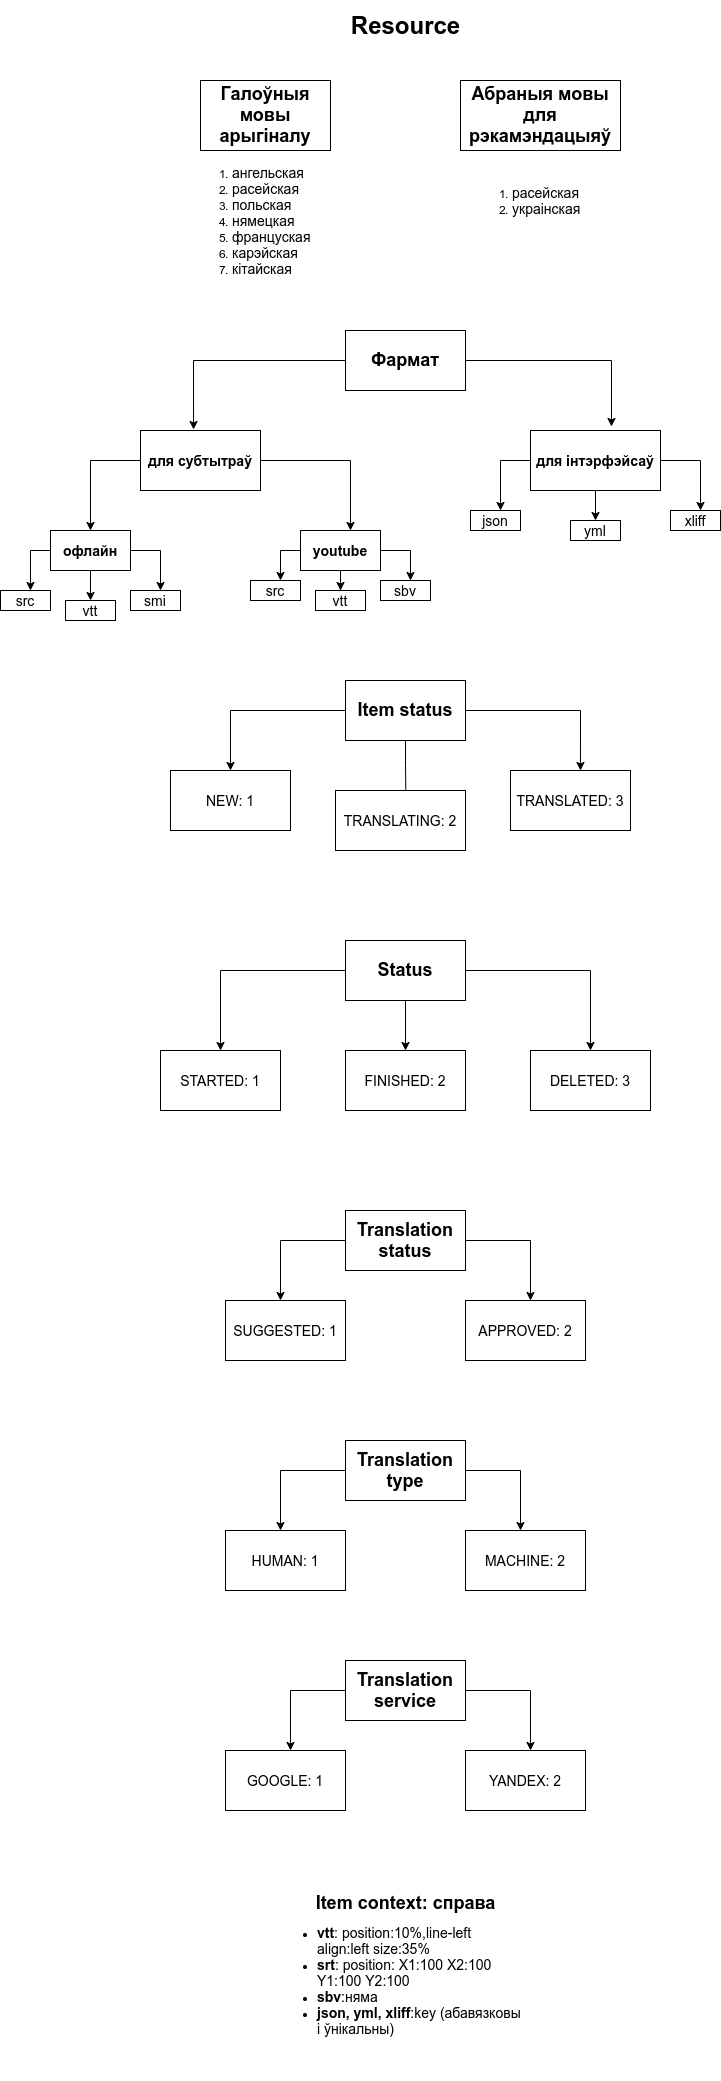 Resource
Галоўныя
мовы
арыгіналу
1. ангельская
2. расейская
3. польская
4. нямецкая
5. француская
6. карэйская
7. кітайская
Абраныя мовы
для
рэкамэндацыяў
1. расейская
2. украінская
Фармат
для субтытраў
для інтэрфэйсаў
офлайн
youtube
json
yml
xliff
src
vtt
smi
src
vtt
sbv
Item status
NEW: 1
TRANSLATING: 2
TRANSLATED: 3
Status
STARTED: 1
FINISHED: 2
DELETED: 3
Translation
status
SUGGESTED: 1
APPROVED: 2
Translation
type
HUMAN: 1
MACHINE: 2
Translation
service
GOOGLE: 1
YANDEX: 2
Item context: справа
• vtt: position:10%,line-left
align:left size:35%
• srt: position: X1:100 X2:100
Y1:100 Y2:100
• sbv:няма
• json, yml, xliff:key (абавязковы
і ўнікальны)